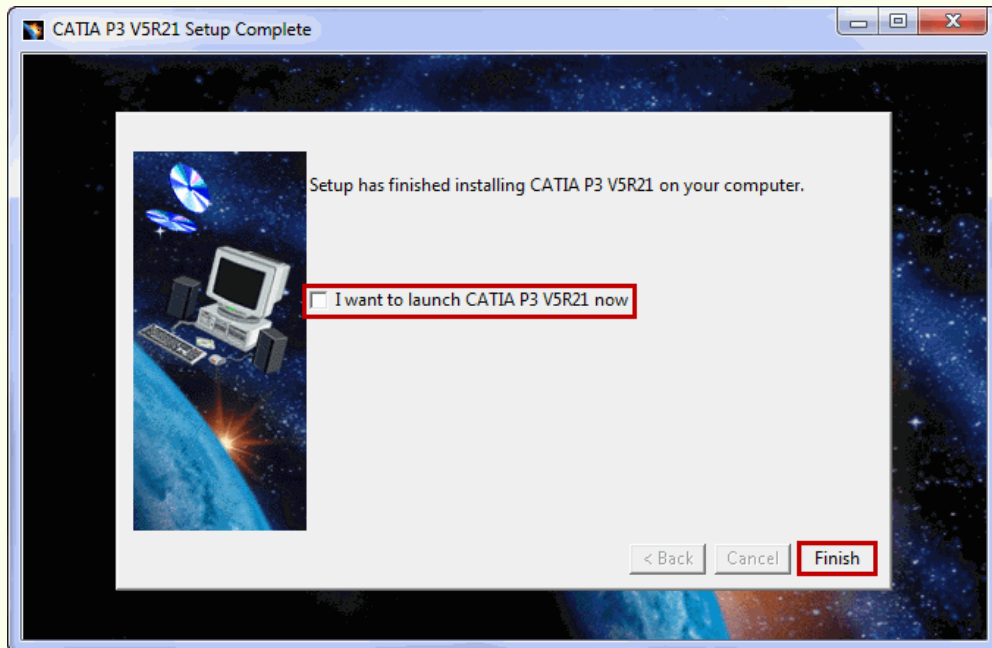 CATIA P3 V5R21 Setup Complete
Setup has finished installing CATIA P3 V5R21 on your computer.
I want to launch CATIA P3 V5R21 now
< Back Cancel Finish